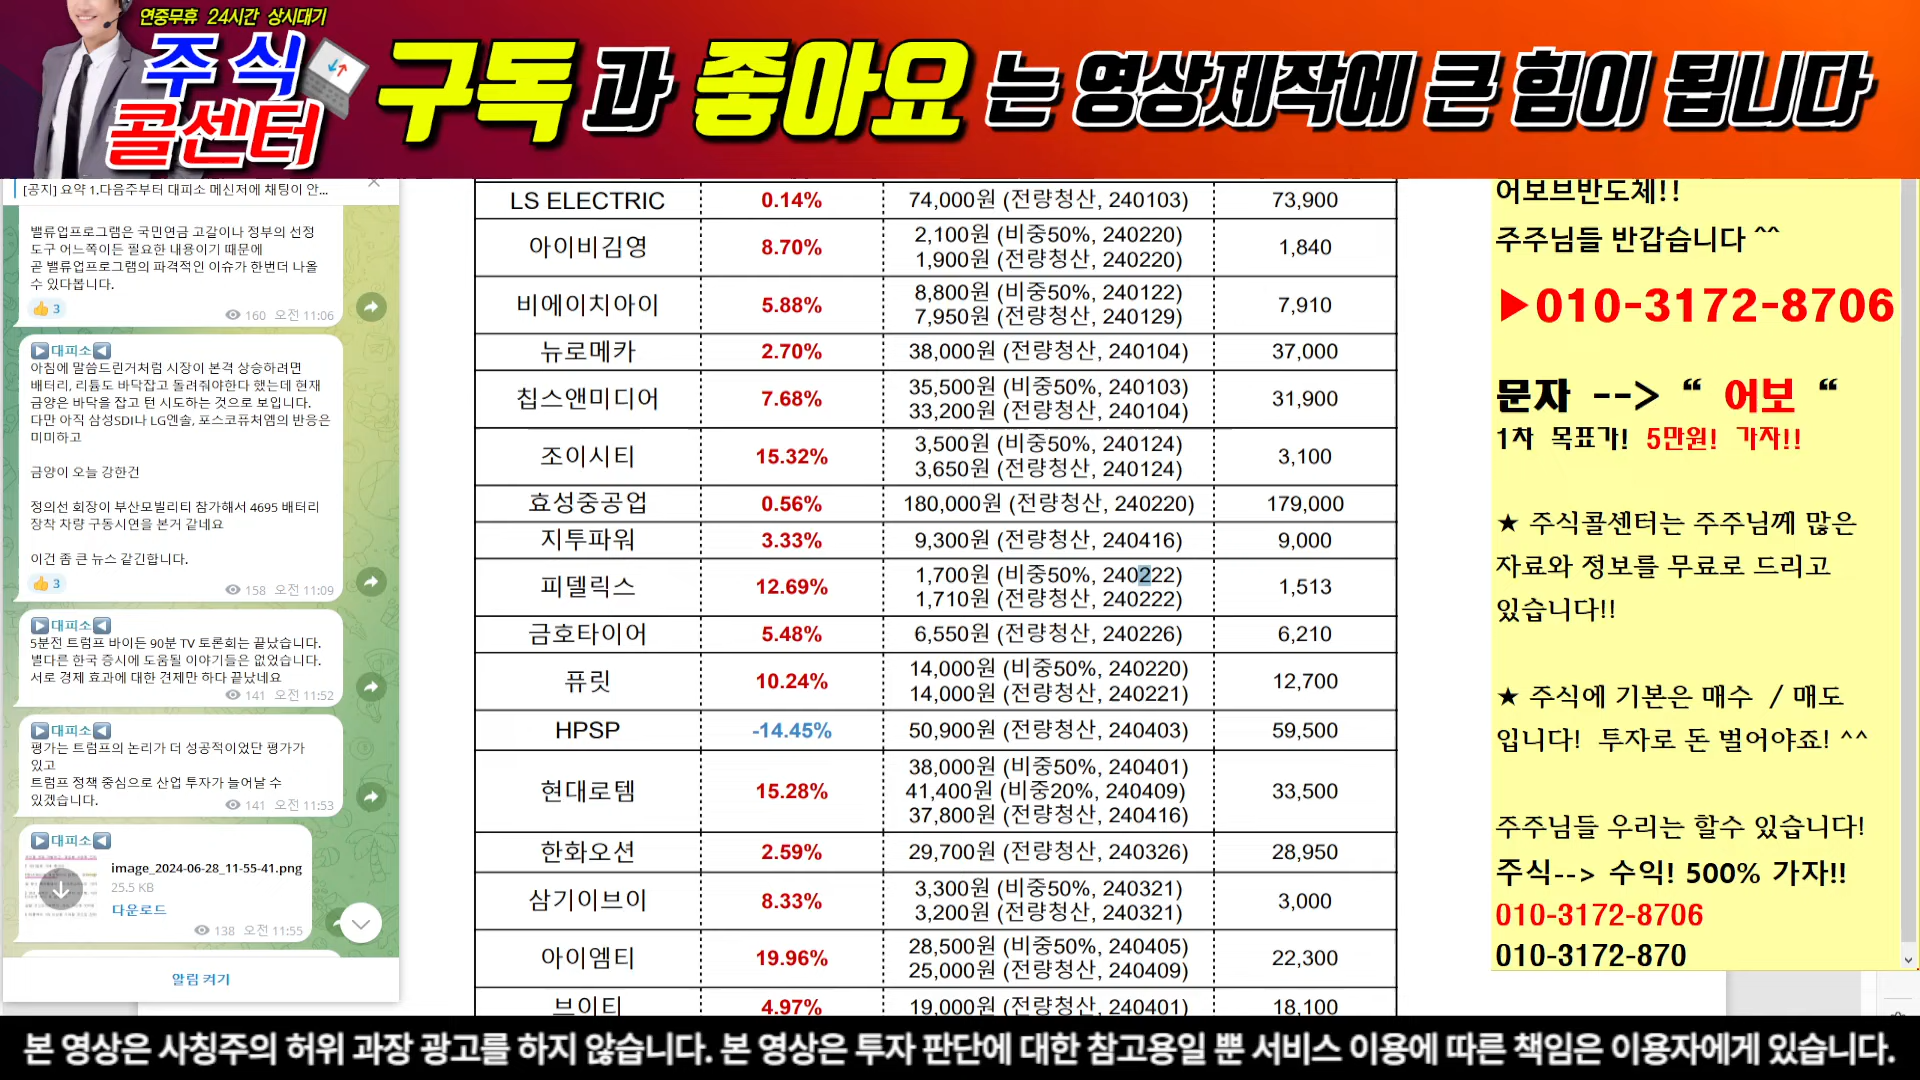 연중무휴 24시간 상시대기
주식
콜센터
구독과 좋아요는 영상제작에 큰 힘이 됩니다
[공지] 요약 1.다음주부터 대피소 메신저에 채팅이 안...
밸류업프로그램은 국민연금 고갈이나 정부의 선정
도구 어느쪽이든 필요한 내용이기 때문에
곧 밸류업프로그램의 파격적인 이슈가 한번더 나올
수 있다봅니다.
👍 3
160 오전 11:06
▶대피소◀
아침에 말씀드린거처럼 시장이 본격 상승하려면
배터리, 리튬도 바닥잡고 돌려줘야한다 했는데 현재
금양은 바닥을 잡고 턴 시도하는 것으로 보입니다.
다만 아직 삼성SDI나 LG엔솔, 포스코퓨처엠의 반응은
미미하고
금양이 오늘 강한건
정의선 회장이 부산모빌리티 참가해서 4695 배터리
장착 차량 구동시연을 본거 같네요
이건 좀 큰 뉴스 같긴합니다.
👍 3
158 오전 11:09
▶대피소◀
5분전 트럼프 바이든 90분 TV 토론회는 끝났습니다.
별다른 한국 증시에 도움될 이야기들은 없었습니다.
서로 경제 효과에 대한 견제만 하다 끝났네요
141 오전 11:52
▶대피소◀
평가는 트럼프의 논리가 더 성공적이었단 평가가
있고
트럼프 정책 중심으로 산업 투자가 늘어날 수
있겠습니다.
141 오전 11:53
▶대피소◀
image_2024-06-28_11-55-41.png
25.5 KB
다운로드
138 오전 11:55
알림 켜기
LS ELECTRIC 0.14% 74,000원 (전량청산, 240103) 73,900
아이비김영 8.70% 2,100원 (비중50%, 240220) 1,840
1,900원 (전량청산, 240220)
비에이치아이 5.88% 8,800원 (비중50%, 240122) 7,910
7,950원 (전량청산, 240129)
뉴로메카 2.70% 38,000원 (전량청산, 240104) 37,000
칩스앤미디어 7.68% 35,500원 (비중50%, 240103) 31,900
33,200원 (전량청산, 240104)
조이시티 15.32% 3,500원 (비중50%, 240124) 3,100
3,650원 (전량청산, 240124)
효성중공업 0.56% 180,000원 (전량청산, 240220) 179,000
지투파워 3.33% 9,300원 (전량청산, 240416) 9,000
피델릭스 12.69% 1,700원 (비중50%, 240222) 1,513
1,710원 (전량청산, 240222)
금호타이어 5.48% 6,550원 (전량청산, 240226) 6,210
퓨릿 10.24% 14,000원 (비중50%, 240220) 12,700
14,000원 (전량청산, 240221)
HPSP -14.45% 50,900원 (전량청산, 240403) 59,500
현대로템 15.28% 38,000원 (비중50%, 240401) 33,500
41,400원 (비중20%, 240409)
37,800원 (전량청산, 240416)
한화오션 2.59% 29,700원 (전량청산, 240326) 28,950
삼기이브이 8.33% 3,300원 (비중50%, 240321) 3,000
3,200원 (전량청산, 240321)
아이엠티 19.96% 28,500원 (비중50%, 240405) 22,300
25,000원 (전량청산, 240409)
브이티 4.97% 19,000원 (전량청산, 240401) 18,100
어보브반도체!!
주주님들 반갑습니다 ^^
▶010-3172-8706
문자 --> “ 어보 “
1차 목표가! 5만원! 가자!!
★ 주식콜센터는 주주님께 많은
자료와 정보를 무료로 드리고
있습니다!!
★ 주식에 기본은 매수 / 매도
입니다! 투자로 돈 벌어야죠! ^^
주주님들 우리는 할수 있습니다!
주식--> 수익! 500% 가자!!
010-3172-8706
010-3172-870
본 영상은 사칭주의 허위 과장 광고를 하지 않습니다. 본 영상은 투자 판단에 대한 참고용일 뿐 서비스 이용에 따른 책임은 이용자에게 있습니다.